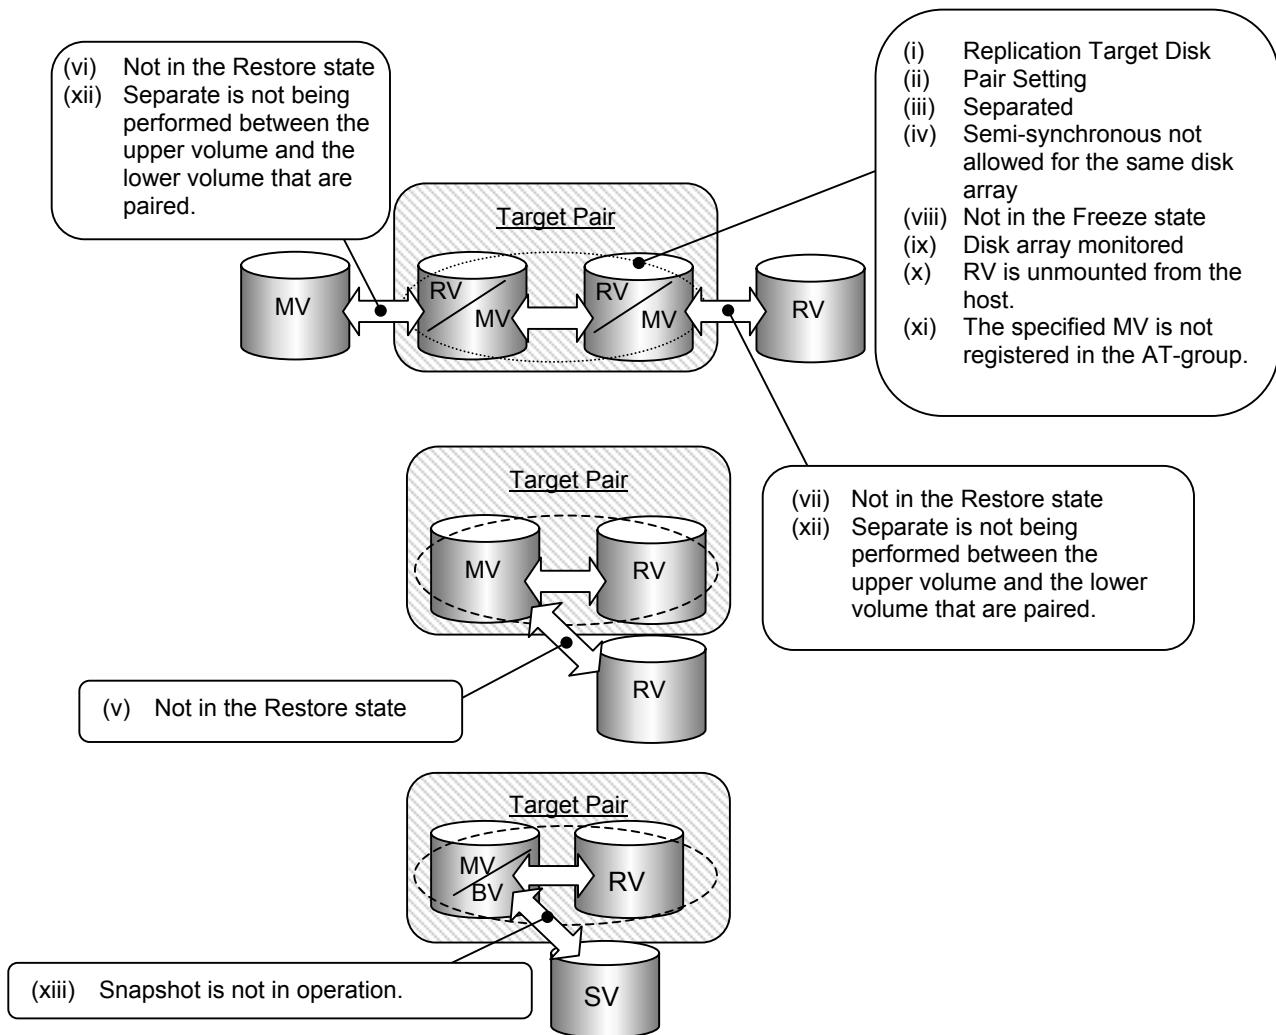 (vi) Not in the Restore state
(xii) Separate is not being
performed between the
upper volume and the
lower volume that are
paired.
(i) Replication Target Disk
(ii) Pair Setting
(iii) Separated
(iv) Semi-synchronous not
allowed for the same disk
array
(viii) Not in the Freeze state
(ix) Disk array monitored
(x) RV is unmounted from the
host.
(xi) The specified MV is not
registered in the AT-group.
Target Pair
MV
RV
MV
RV
MV
RV
(vii) Not in the Restore state
(xii) Separate is not being
performed between the
upper volume and the lower
volume that are paired.
Target Pair
MV
RV
RV
(v) Not in the Restore state
Target Pair
MV
BV
RV
SV
(xiii) Snapshot is not in operation.